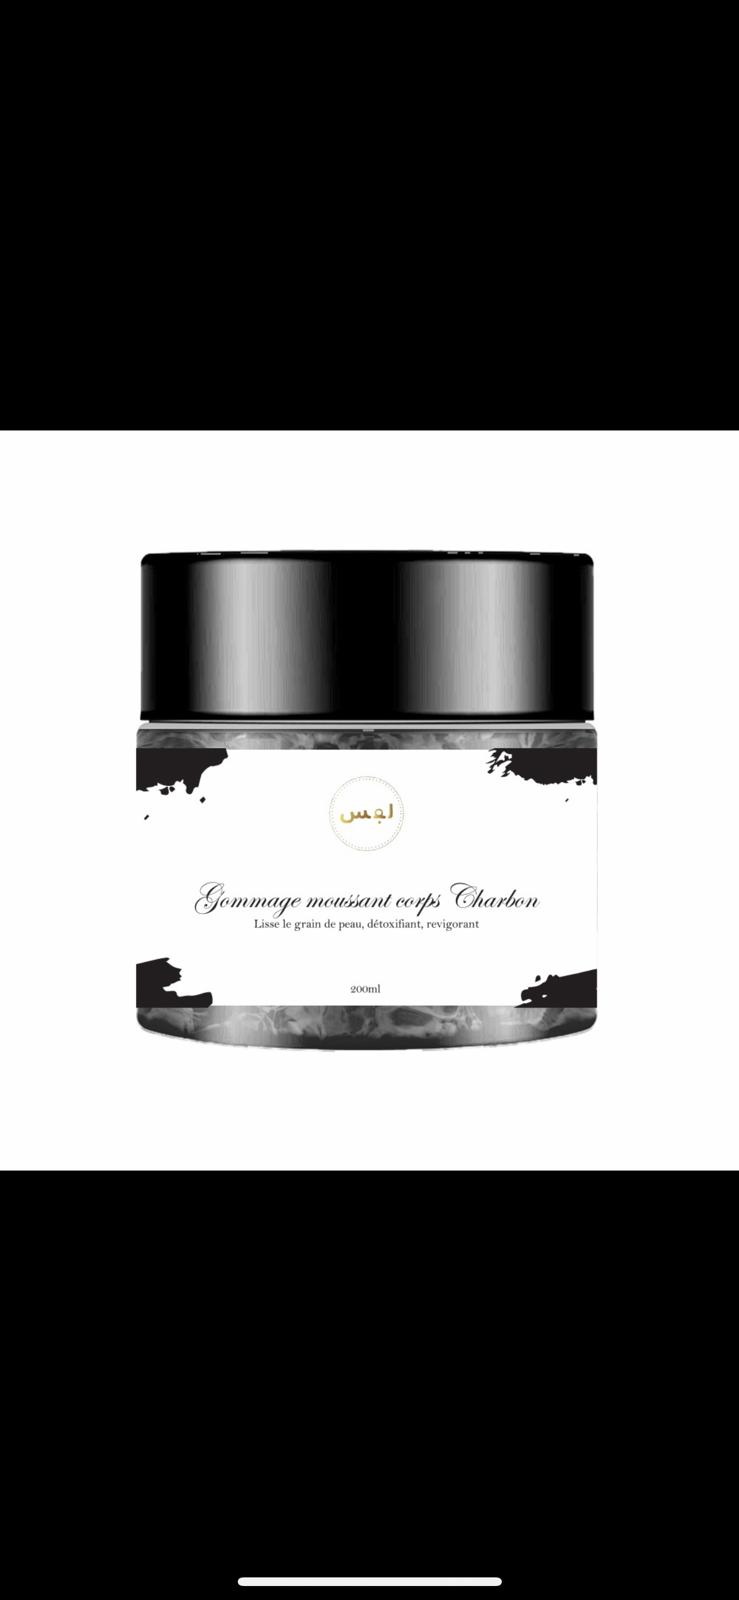 لمس
Gommage moussant corps Charbon
Lisse le grain de peau, détoxifiant, revigorant
200ml